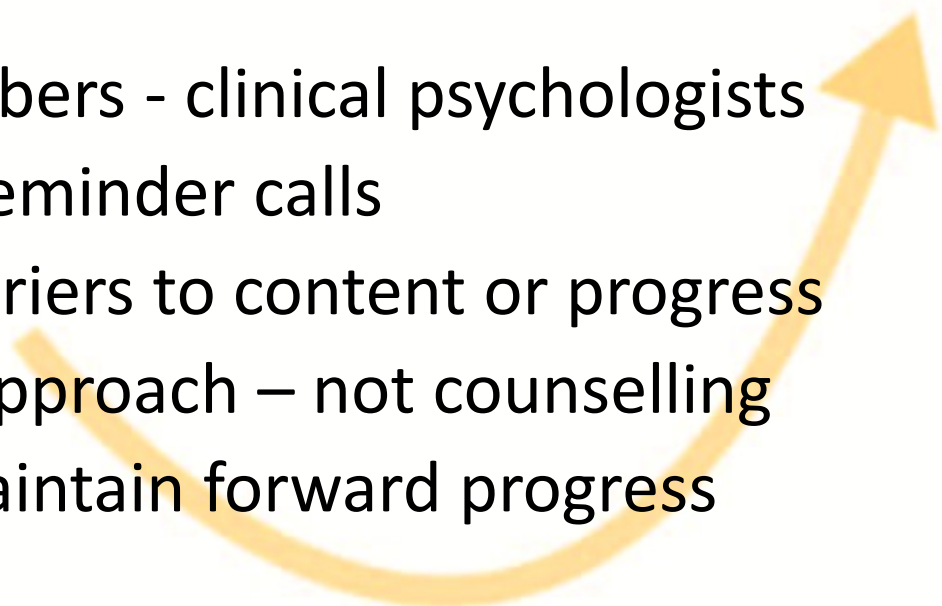 bers - clinical psychologists
eminder calls
riers to content or progress
pproach – not counselling
aintain forward progress